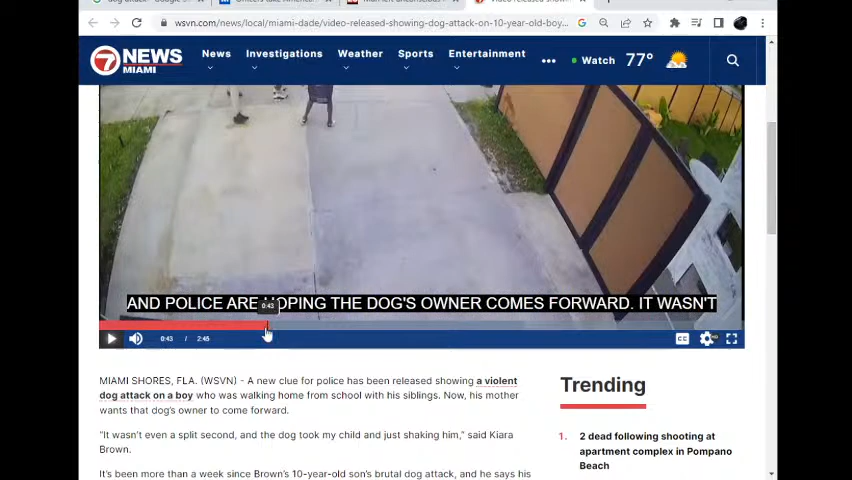 wsvn.com/news/local/miami-dade/video-released-showing-dog-attack-on-10-year-old-boy...
7 NEWS MIAMI
News
Investigations
Weather
Sports
Entertainment
Watch
77°
AND POLICE ARE HOPING THE DOG'S OWNER COMES FORWARD. IT WASN'T
0:43
0:43 / 2:45
CC
HD
MIAMI SHORES, FLA. (WSVN) - A new clue for police has been released showing a violent
dog attack on a boy who was walking home from school with his siblings. Now, his mother
wants that dog's owner to come forward.
"It wasn't even a split second, and the dog took my child and just shaking him," said Kiara
Brown.
It's been more than a week since Brown's 10-year-old son's brutal dog attack, and he says his
Trending
1. 2 dead following shooting at
apartment complex in Pompano
Beach